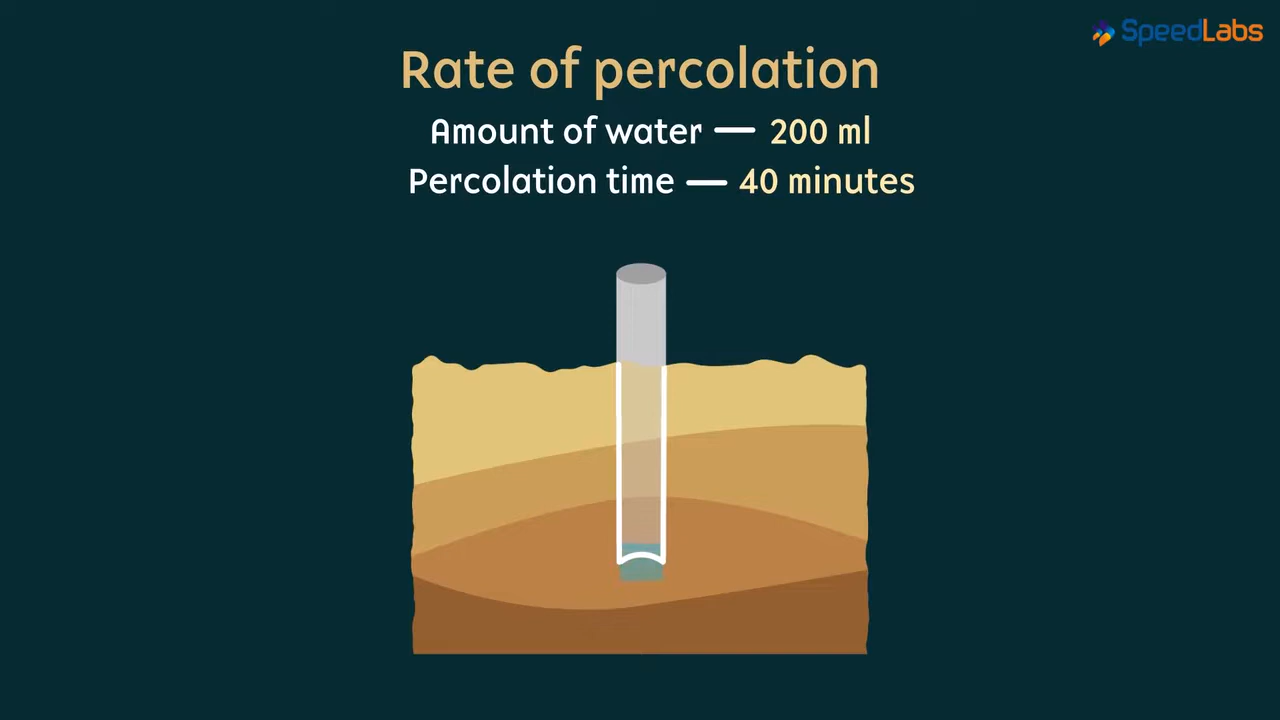 SpeedLabs
Rate of percolation
Amount of water — 200 ml
Percolation time — 40 minutes